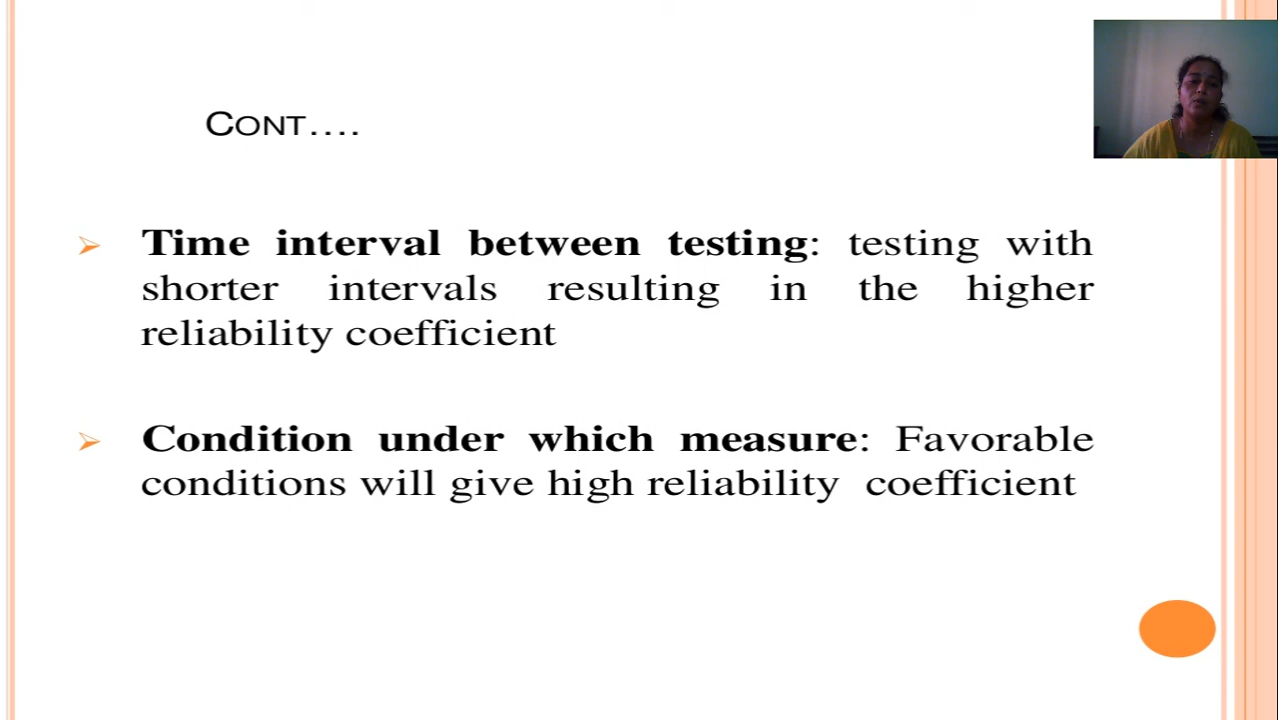 CONT....
Time interval between testing: testing with
shorter intervals resulting in the higher
reliability coefficient
Condition under which measure: Favorable
conditions will give high reliability coefficient